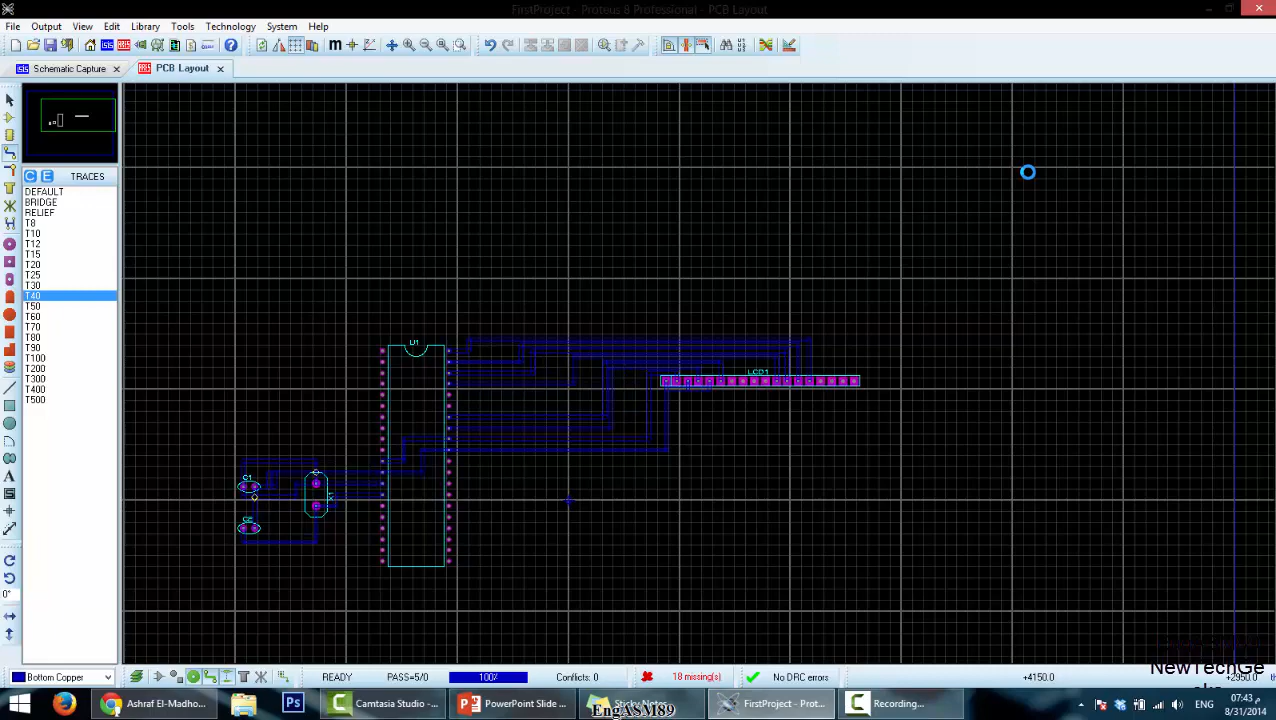 FirstProject - Proteus 8 Professional - PCB Layout
File Output View Edit Library Tools Technology System Help
Schematic Capture
PCB Layout
TRACES
DEFAULT
BRIDGE
RELIEF
T8
T10
T12
T15
T20
T25
T30
T40
T50
T60
T70
T80
T90
T100
T200
T300
T400
T500
U1
LCD1
C1
X1
0°
Bottom Copper
READY
PASS=5/0
100%
Conflicts: 0
18 missing(s)
No DRC errors
+4150.0
+2950.0
NewTechGe
Ashraf El-Madho...
Camtasia Studio -...
PowerPoint Slide ...
Sticky Notes
EngASM89
FirstProject - Prot...
Recording...
ENG
07:43 م
8/31/2014